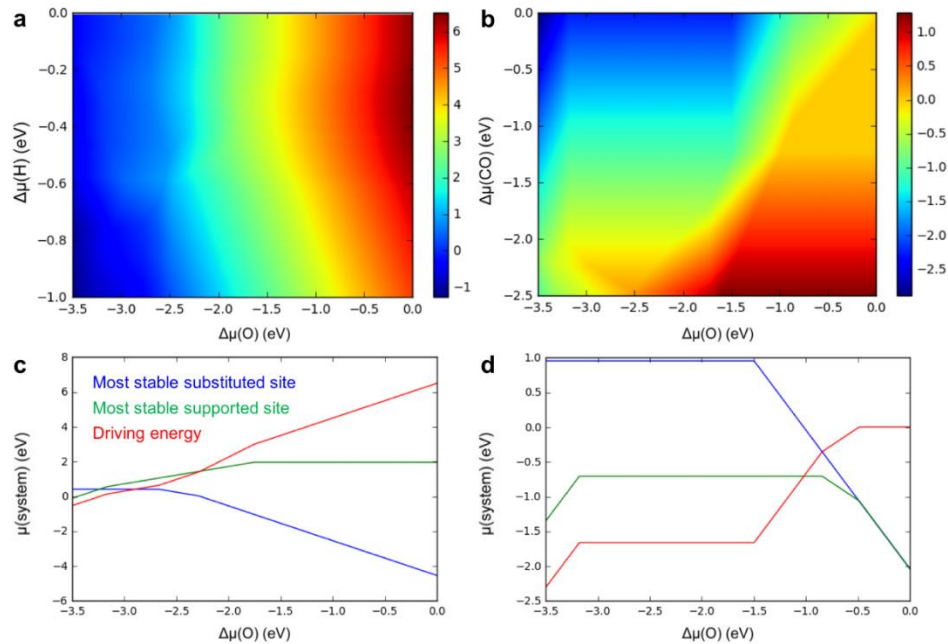 a
0.0
−0.2
−0.4
−0.6
−0.8
−1.0
Δμ(H) (eV)
−3.5 −3.0 −2.5 −2.0 −1.5 −1.0 −0.5 0.0
Δμ(O) (eV)
6
5
4
3
2
1
0
−1
b
0.0
−0.5
−1.0
−1.5
−2.0
−2.5
Δμ(CO) (eV)
−3.5 −3.0 −2.5 −2.0 −1.5 −1.0 −0.5 0.0
Δμ(O) (eV)
1.0
0.5
0.0
−0.5
−1.0
−1.5
−2.0
−2.5
c
8
6
4
2
0
−2
−4
−6
μ(system) (eV)
Most stable substituted site
Most stable supported site
Driving energy
−3.5 −3.0 −2.5 −2.0 −1.5 −1.0 −0.5 0.0
Δμ(O) (eV)
d
1.0
0.5
0.0
−0.5
−1.0
−1.5
−2.0
−2.5
μ(system) (eV)
−3.5 −3.0 −2.5 −2.0 −1.5 −1.0 −0.5 0.0
Δμ(O) (eV)